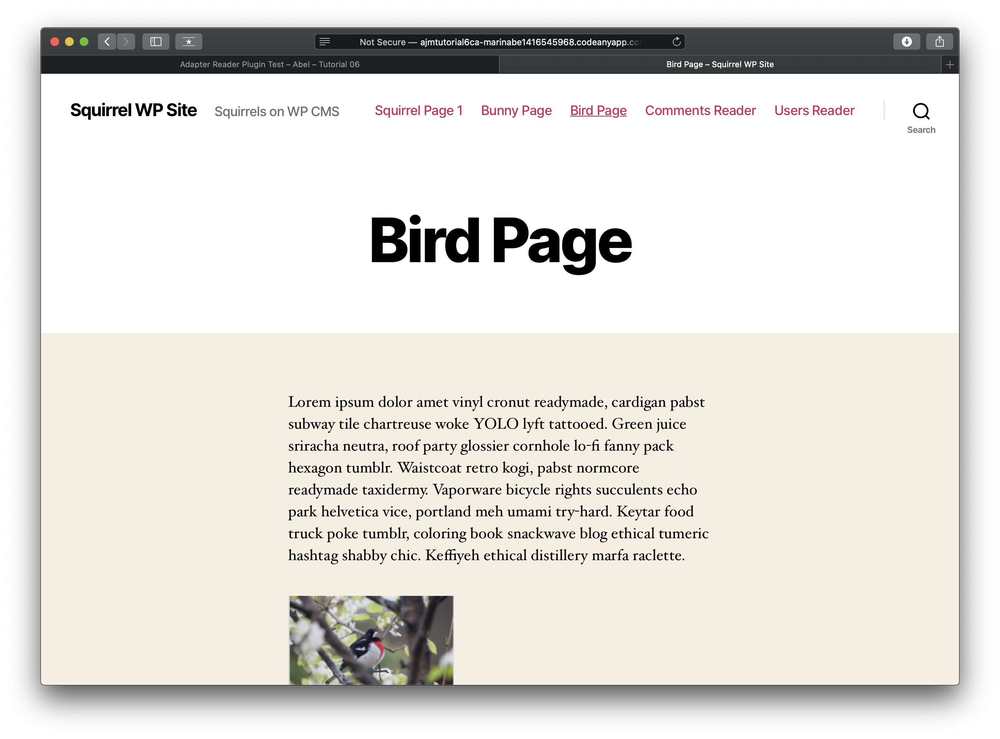 Not Secure — ajmtutorial6ca-marinabe1416545968.codeanyapp.co
Adapter Reader Plugin Test – Abel – Tutorial 06
Bird Page – Squirrel WP Site
Squirrel WP Site
Squirrels on WP CMS
Squirrel Page 1
Bunny Page
Bird Page
Comments Reader
Users Reader
Search
Bird Page
Lorem ipsum dolor amet vinyl cronut readymade, cardigan pabst
subway tile chartreuse woke YOLO lyft tattooed. Green juice
sriracha neutra, roof party glossier cornhole lo-fi fanny pack
hexagon tumblr. Waistcoat retro kogi, pabst normcore
readymade taxidermy. Vaporware bicycle rights succulents echo
park helvetica vice, portland meh umami try-hard. Keytar food
truck poke tumblr, coloring book snackwave blog ethical tumeric
hashtag shabby chic. Keffiyeh ethical distillery marfa raclette.